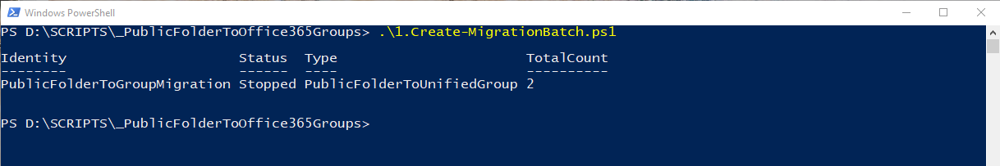 Windows PowerShell
PS D:\SCRIPTS\_PublicFolderToOffice365Groups> .\1.Create-MigrationBatch.ps1
Identity                     Status  Type                       TotalCount
--------                     ------  ----                       ----------
PublicFolderToGroupMigration Stopped PublicFolderToUnifiedGroup 2
PS D:\SCRIPTS\_PublicFolderToOffice365Groups>